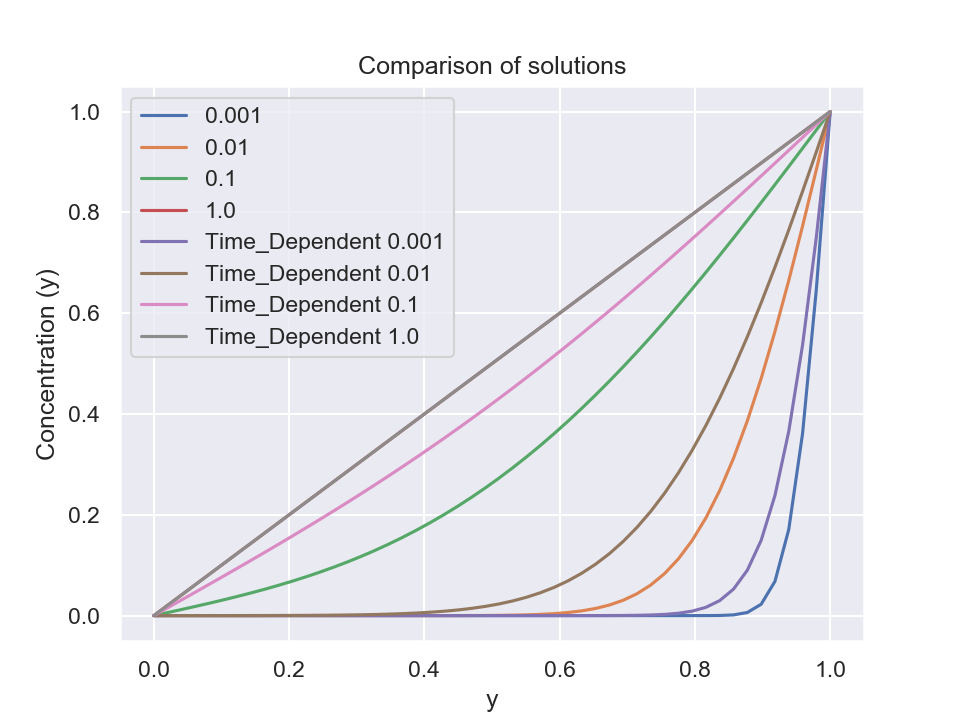 Comparison of solutions
1.0
0.8
0.6
0.4
0.2
0.0
Concentration (y)
0.001
0.01
0.1
1.0
Time_Dependent 0.001
Time_Dependent 0.01
Time_Dependent 0.1
Time_Dependent 1.0
0.0 0.2 0.4 0.6 0.8 1.0
y